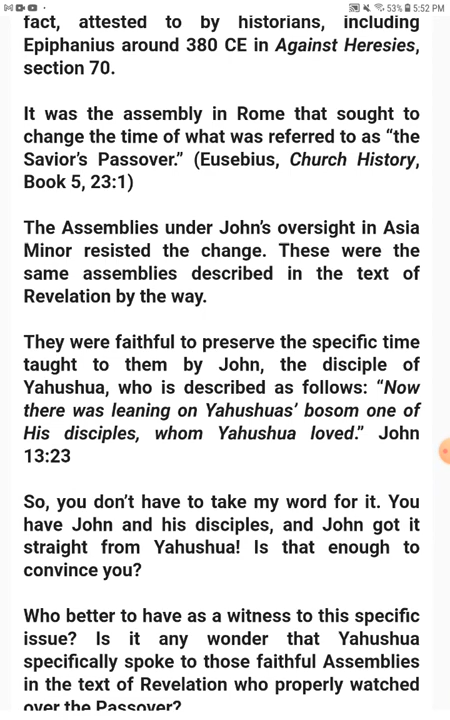 53% 5:52 PM
fact, attested to by historians, including
Epiphanius around 380 CE in Against Heresies,
section 70.
It was the assembly in Rome that sought to
change the time of what was referred to as “the
Savior’s Passover.” (Eusebius, Church History,
Book 5, 23:1)
The Assemblies under John’s oversight in Asia
Minor resisted the change. These were the
same assemblies described in the text of
Revelation by the way.
They were faithful to preserve the specific time
taught to them by John, the disciple of
Yahushua, who is described as follows: “Now
there was leaning on Yahushuas’ bosom one of
His disciples, whom Yahushua loved.” John
13:23
So, you don’t have to take my word for it. You
have John and his disciples, and John got it
straight from Yahushua! Is that enough to
convince you?
Who better to have as a witness to this specific
issue? Is it any wonder that Yahushua
specifically spoke to those faithful Assemblies
in the text of Revelation who properly watched
over the Passover?